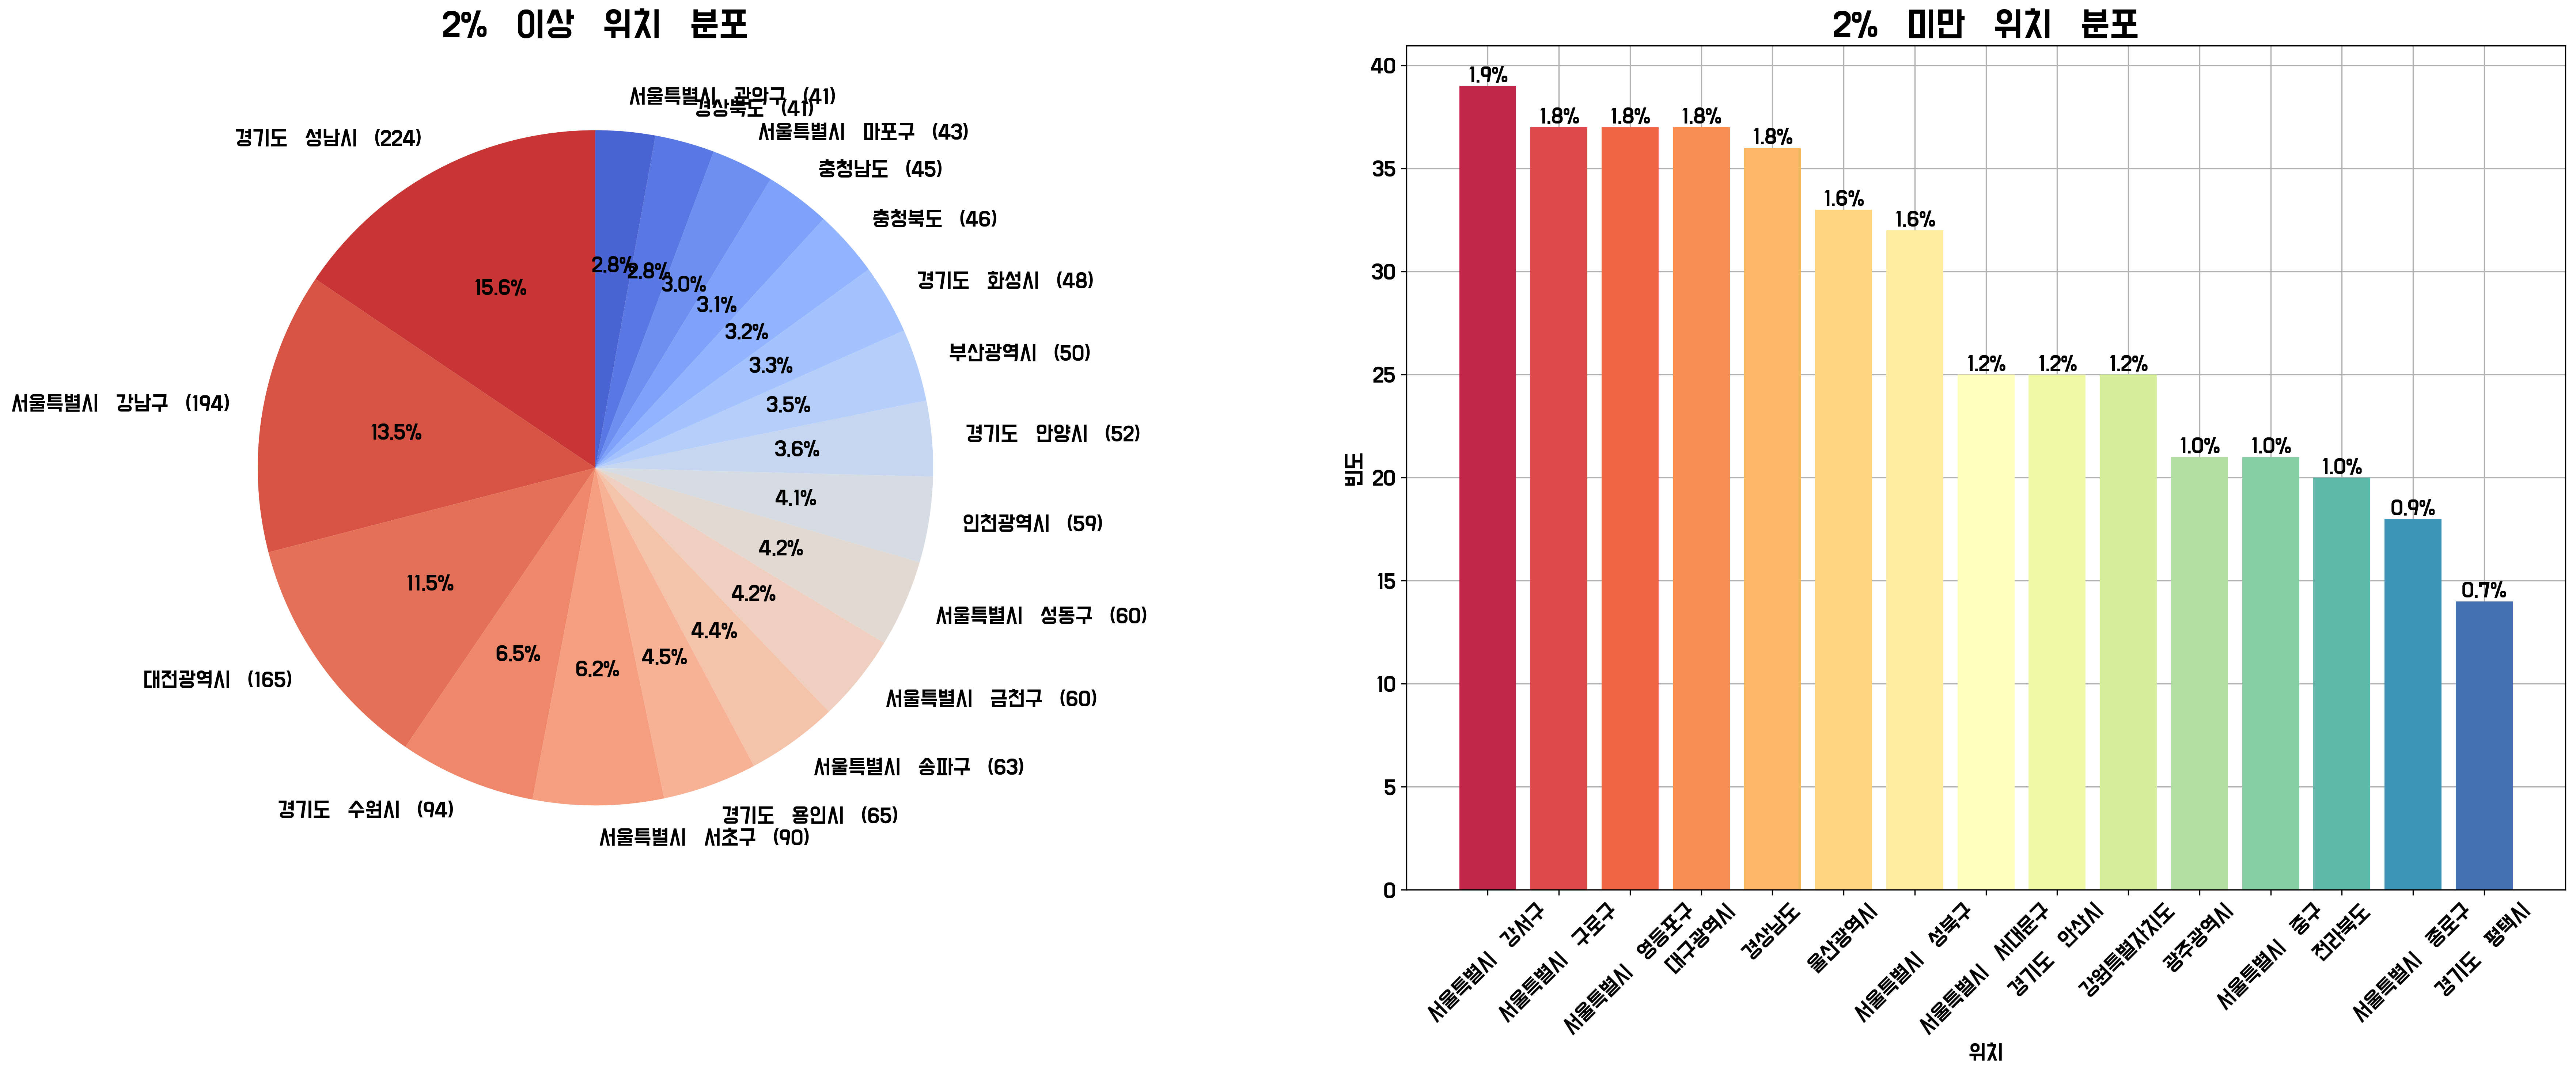 2% 이상 위치 분포
서울특별시 관악구 (41)
경상북도 (41)
서울특별시 마포구 (43)
충청남도 (45)
충청북도 (46)
경기도 화성시 (48)
부산광역시 (50)
경기도 안양시 (52)
인천광역시 (59)
서울특별시 성동구 (60)
서울특별시 금천구 (60)
서울특별시 송파구 (63)
경기도 용인시 (65)
서울특별시 서초구 (90)
경기도 수원시 (94)
대전광역시 (165)
서울특별시 강남구 (194)
경기도 성남시 (224)
2.8%
2.8%
3.0%
3.1%
3.2%
3.3%
3.5%
3.6%
4.1%
4.2%
4.2%
4.4%
4.5%
6.2%
6.5%
11.5%
13.5%
15.6%
2% 미만 위치 분포
빈도
40
35
30
25
20
15
10
5
0
1.9%
1.8%
1.8%
1.8%
1.8%
1.6%
1.6%
1.2%
1.2%
1.2%
1.0%
1.0%
1.0%
0.9%
0.7%
서울특별시 강서구
서울특별시 구로구
서울특별시 영등포구
대구광역시
경상남도
울산광역시
서울특별시 성북구
서울특별시 서대문구
경기도 안산시
강원특별자치도
광주광역시
서울특별시 중구
전라북도
서울특별시 종로구
경기도 평택시
위치